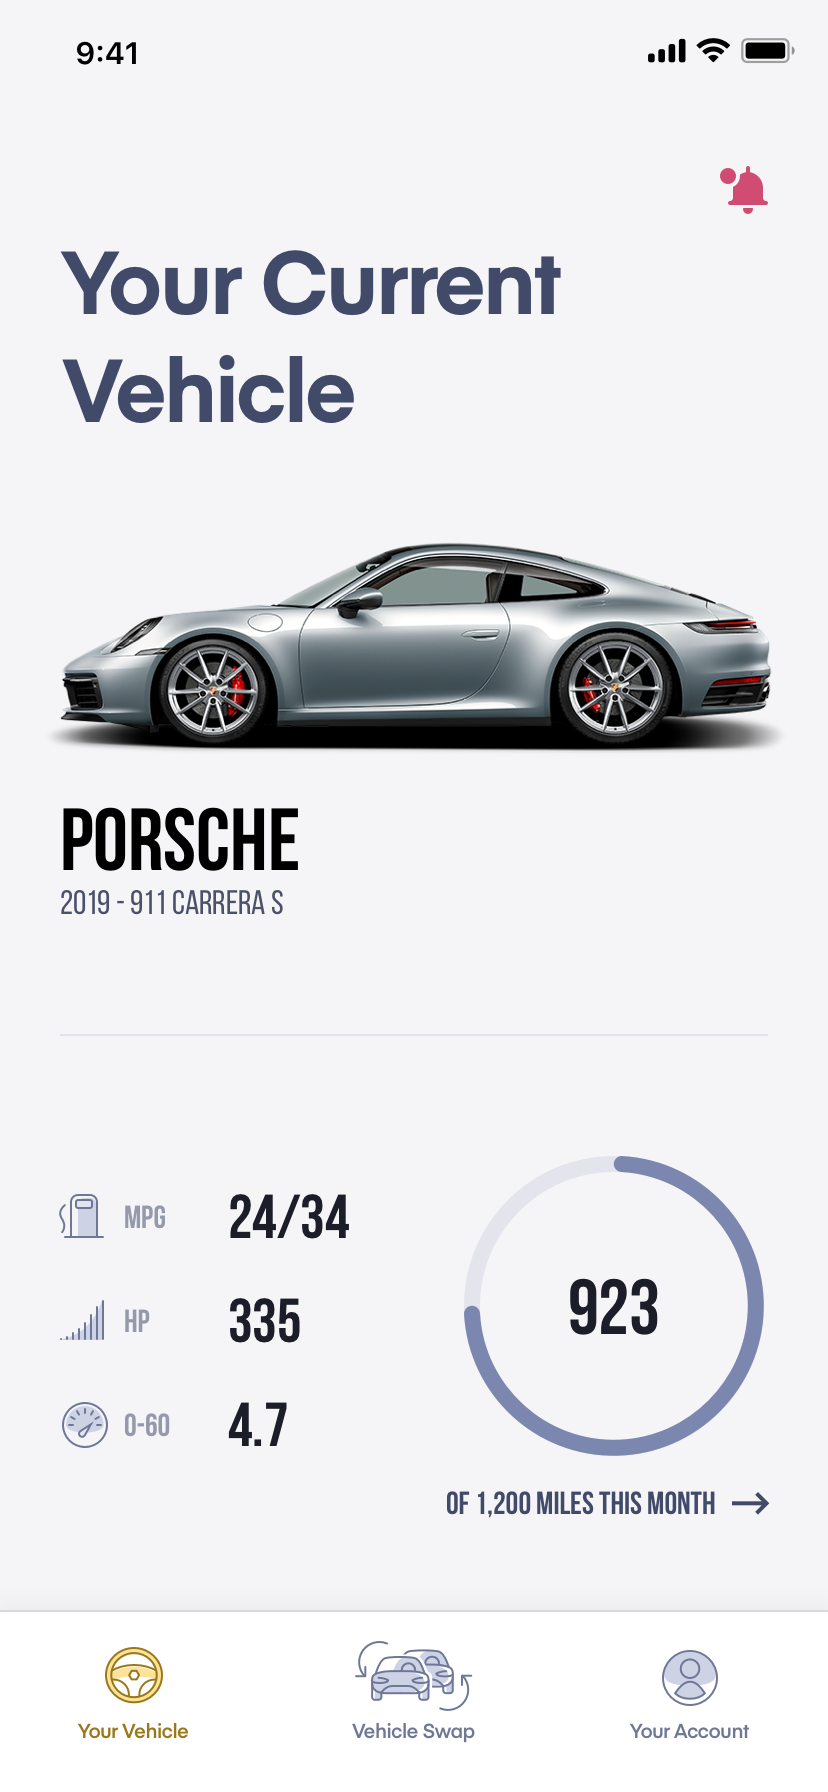 9:41
Your Current
Vehicle
PORSCHE
2019 - 911 CARRERA S
MPG 24/34
HP 335
0-60 4.7
923
OF 1,200 MILES THIS MONTH
Your Vehicle
Vehicle Swap
Your Account